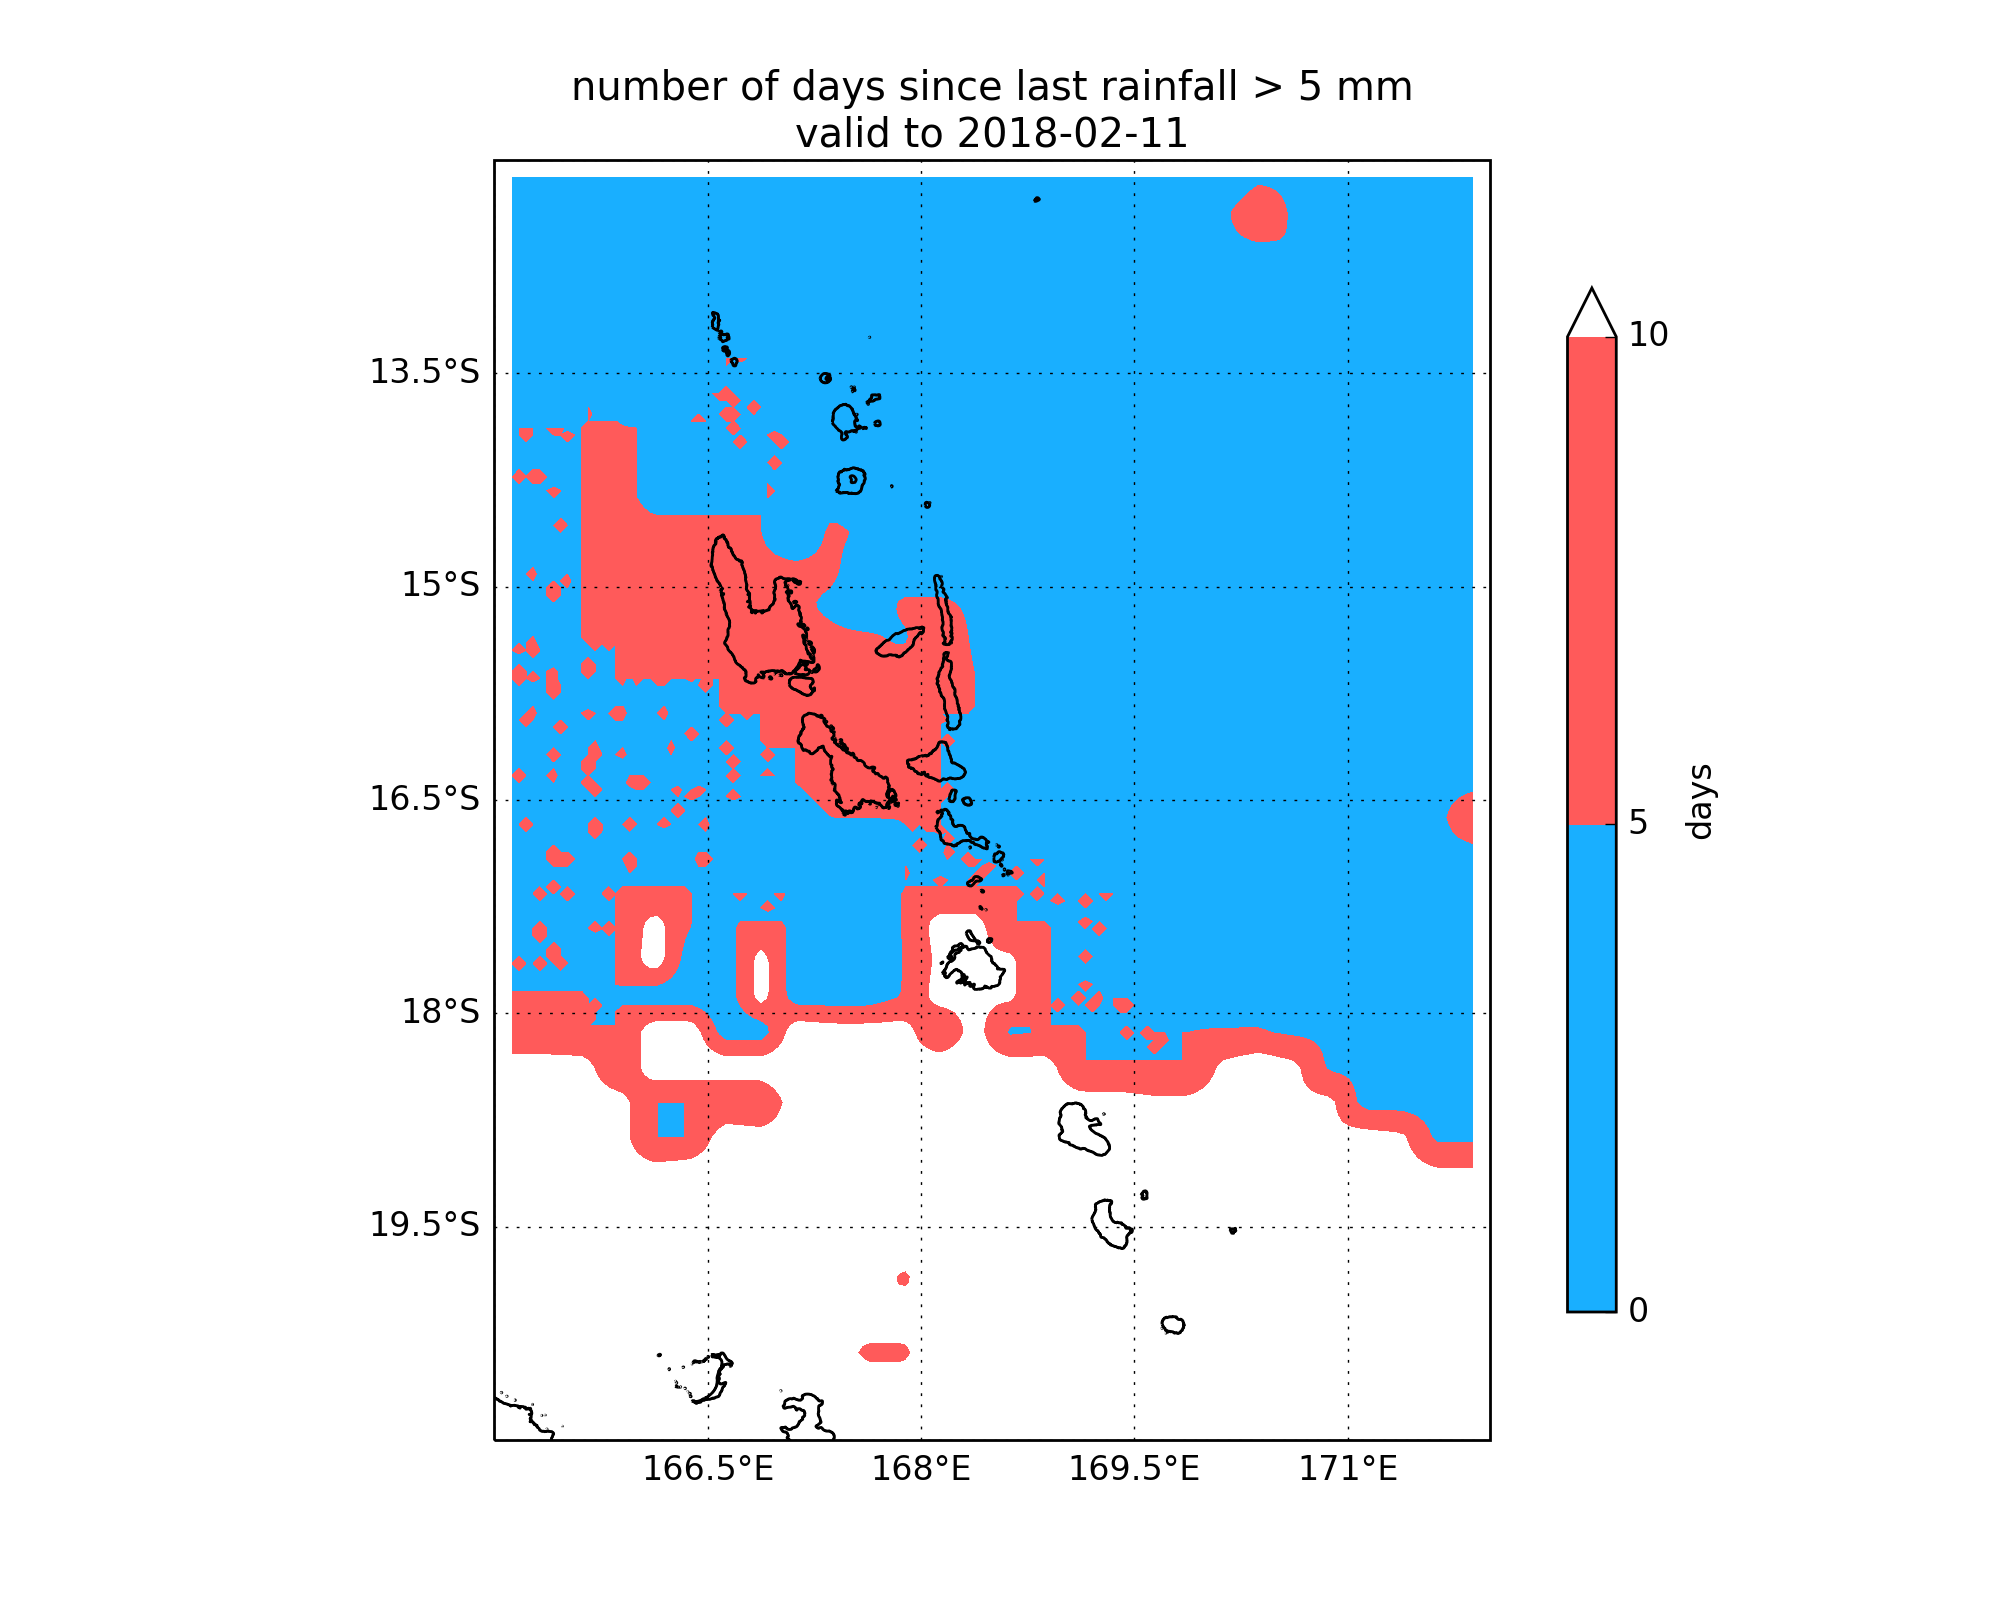 number of days since last rainfall > 5 mm
valid to 2018-02-11
13.5°S
15°S
16.5°S
18°S
19.5°S
166.5°E
168°E
169.5°E
171°E
10
5
0
days